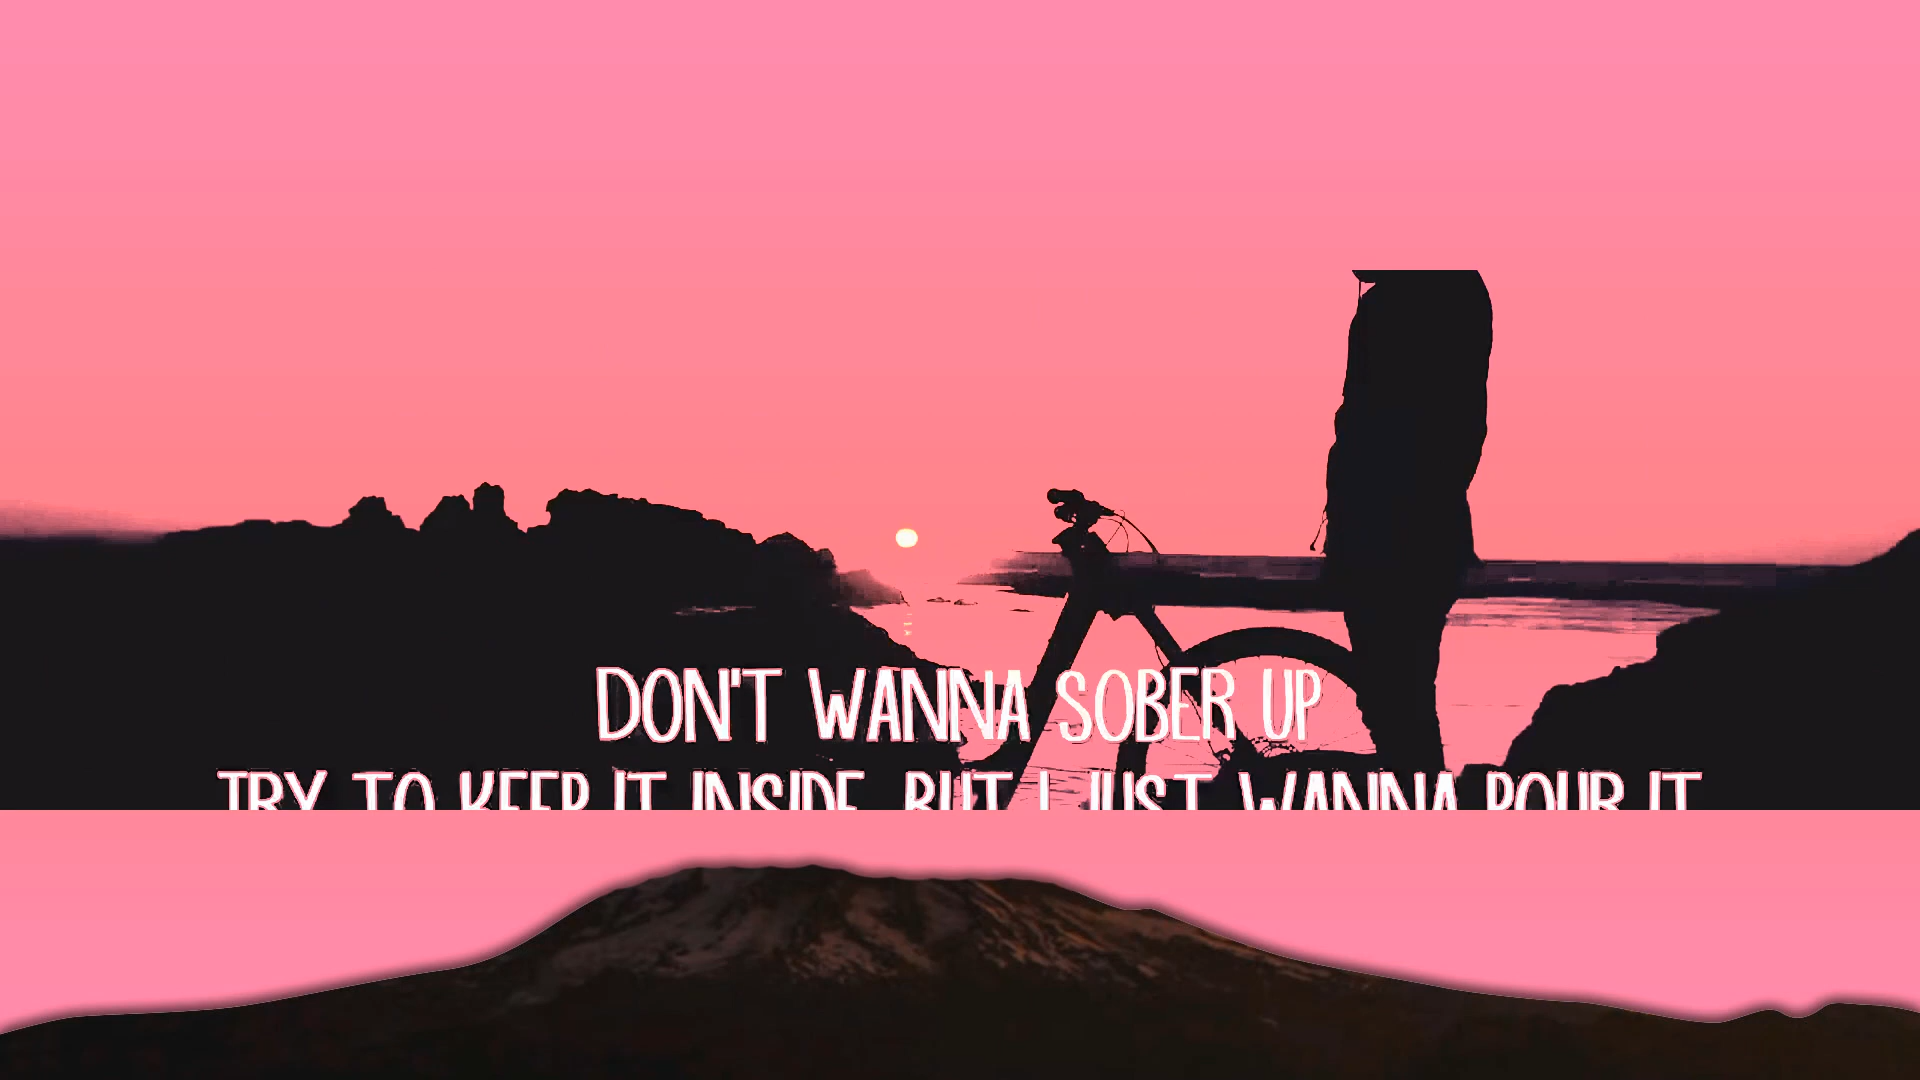 DON'T WANNA SOBER UP
TRY TO KEEP IT INSIDE, BUT I JUST WANNA POUR IT